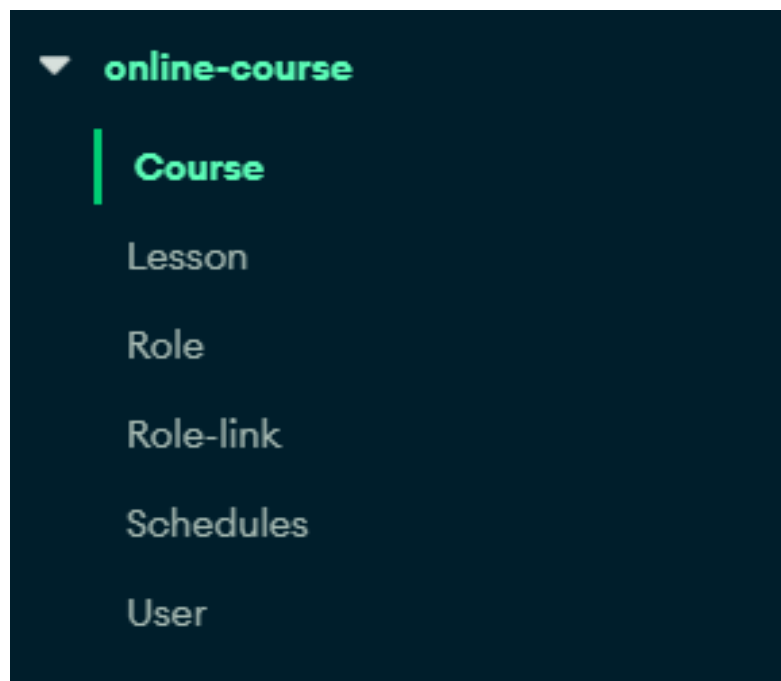 online-course
Course
Lesson
Role
Role-link
Schedules
User